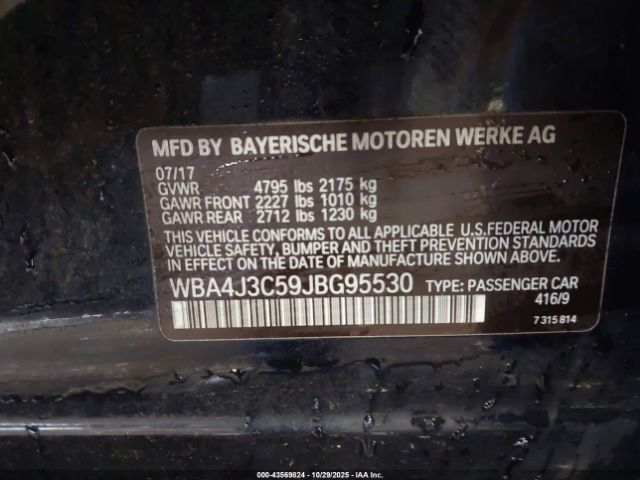 MFD BY BAYERISCHE MOTOREN WERKE AG
07/17
GVWR 4795 lbs 2175 kg
GAWR FRONT 2227 lbs 1010 kg
GAWR REAR 2712 lbs 1230 kg
THIS VEHICLE CONFORMS TO ALL APPLICABLE U.S.FEDERAL MOTOR
VEHICLE SAFETY, BUMPER AND THEFT PREVENTION STANDARDS
IN EFFECT ON THE DATE OF MANUFACTURE SHOWN ABOVE.
WBA4J3C59JBG95530 TYPE: PASSENGER CAR
416/9
7 315 814
000-43569824 | 10/29/2025 | IAA Inc.